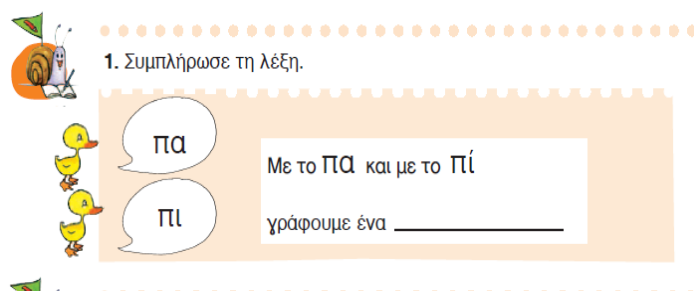 1. Συμπλήρωσε τη λέξη.
πα
Με το πα και με το πί
πι
γράφουμε ένα